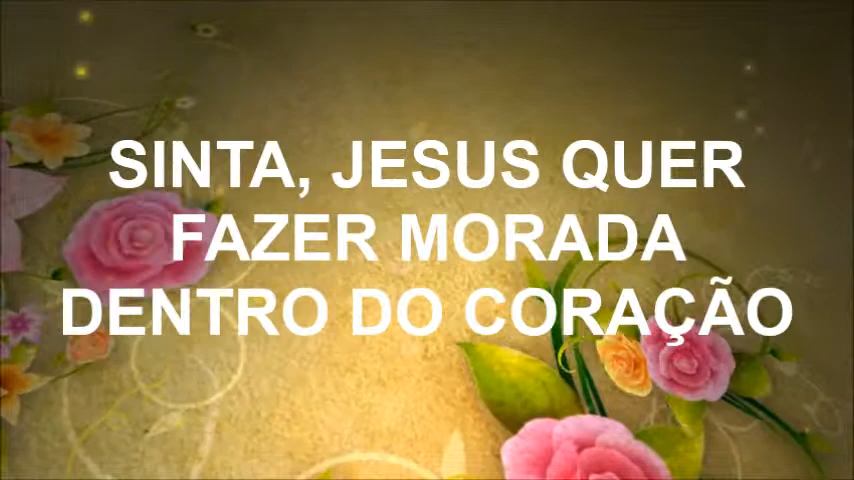 SINTA, JESUS QUER
FAZER MORADA
DENTRO DO CORAÇÃO